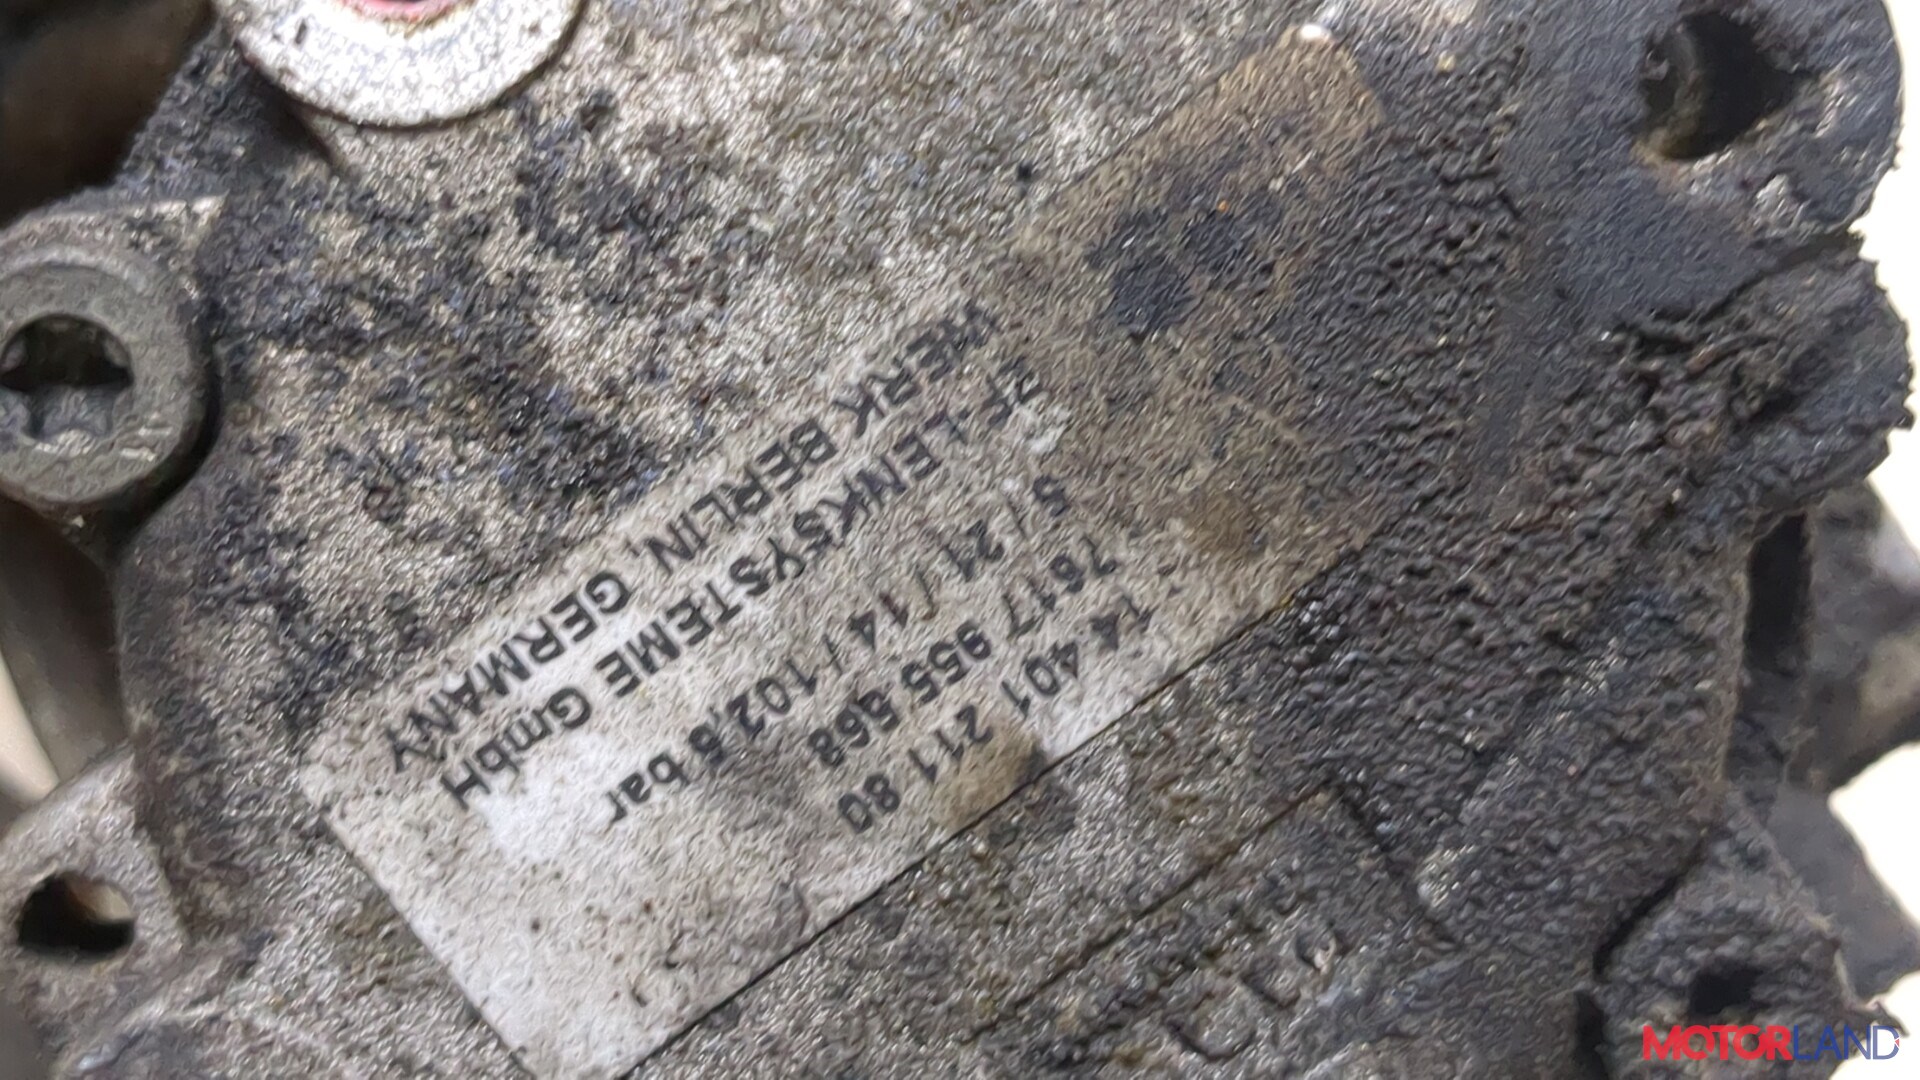 14 401 211 80
7617 955 568
5 / 21 / 14 / 102,5 bar
ZF-LENKSYSTEME GmbH
WERK BERLIN, GERMANY
MOTORLAND